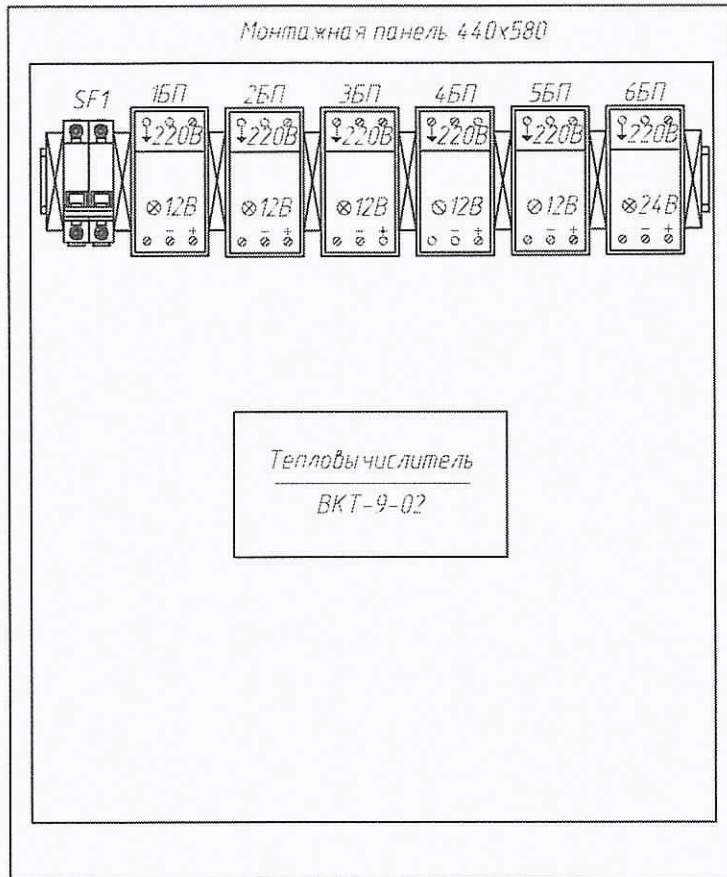 Монтажная панель 440x580
SF1 1БП 2БП 3БП 4БП 5БП 6БП
220В 220В 220В 220В 220В 220В
12В 12В 12В 12В 12В 24В
- + - + - + - + - + - +
Тепловычислитель
ВКТ-9-02